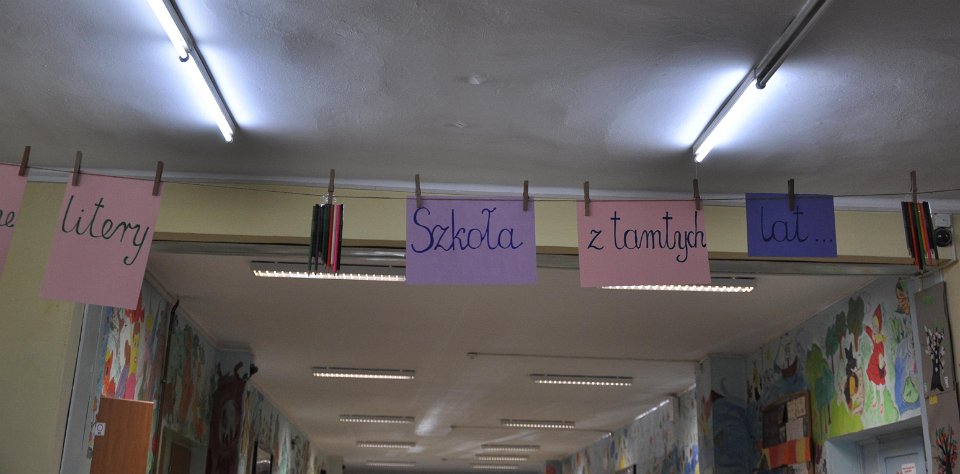 litery Szkoła z tamtych lat...